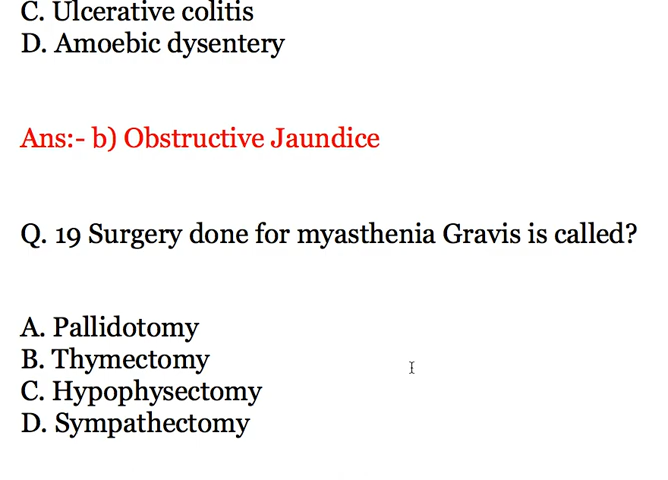 C. Ulcerative colitis
D. Amoebic dysentery
Ans:- b) Obstructive Jaundice
Q. 19 Surgery done for myasthenia Gravis is called?
A. Pallidotomy
B. Thymectomy
C. Hypophysectomy
D. Sympathectomy